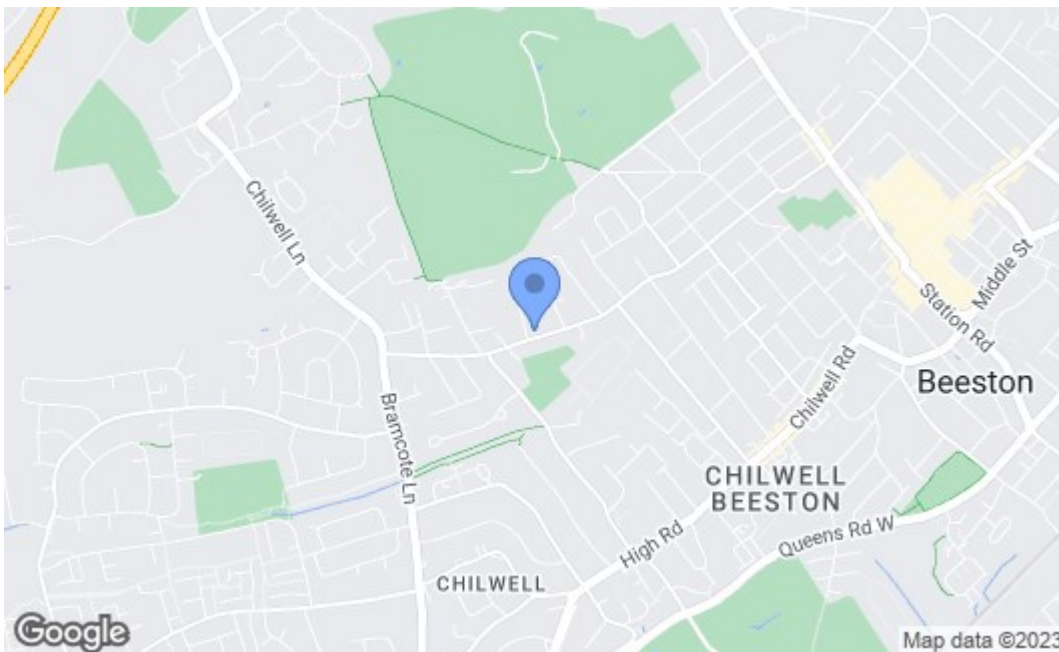 Chilwell Ln
Middle St
Station Rd
Beeston
Chilwell Rd
Bramcote Ln
CHILWELL
BEESTON
Queens Rd W
High Rd
CHILWELL
Google
Map data ©2023